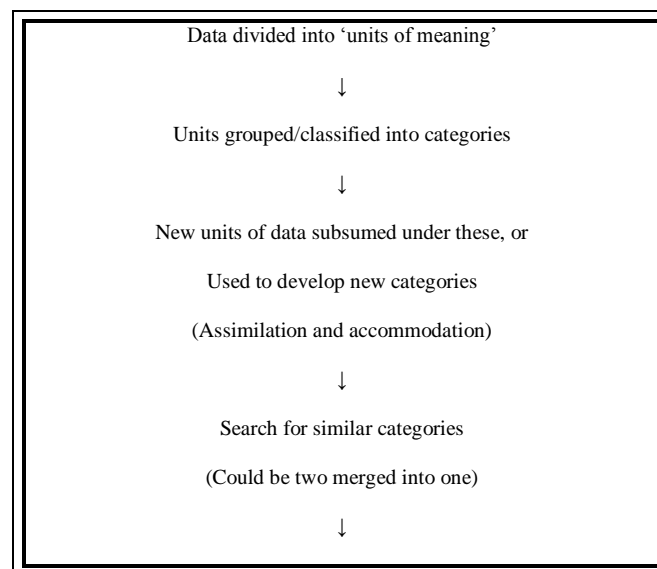 Data divided into ‘units of meaning’
↓
Units grouped/classified into categories
↓
New units of data subsumed under these, or
Used to develop new categories
(Assimilation and accommodation)
↓
Search for similar categories
(Could be two merged into one)
↓